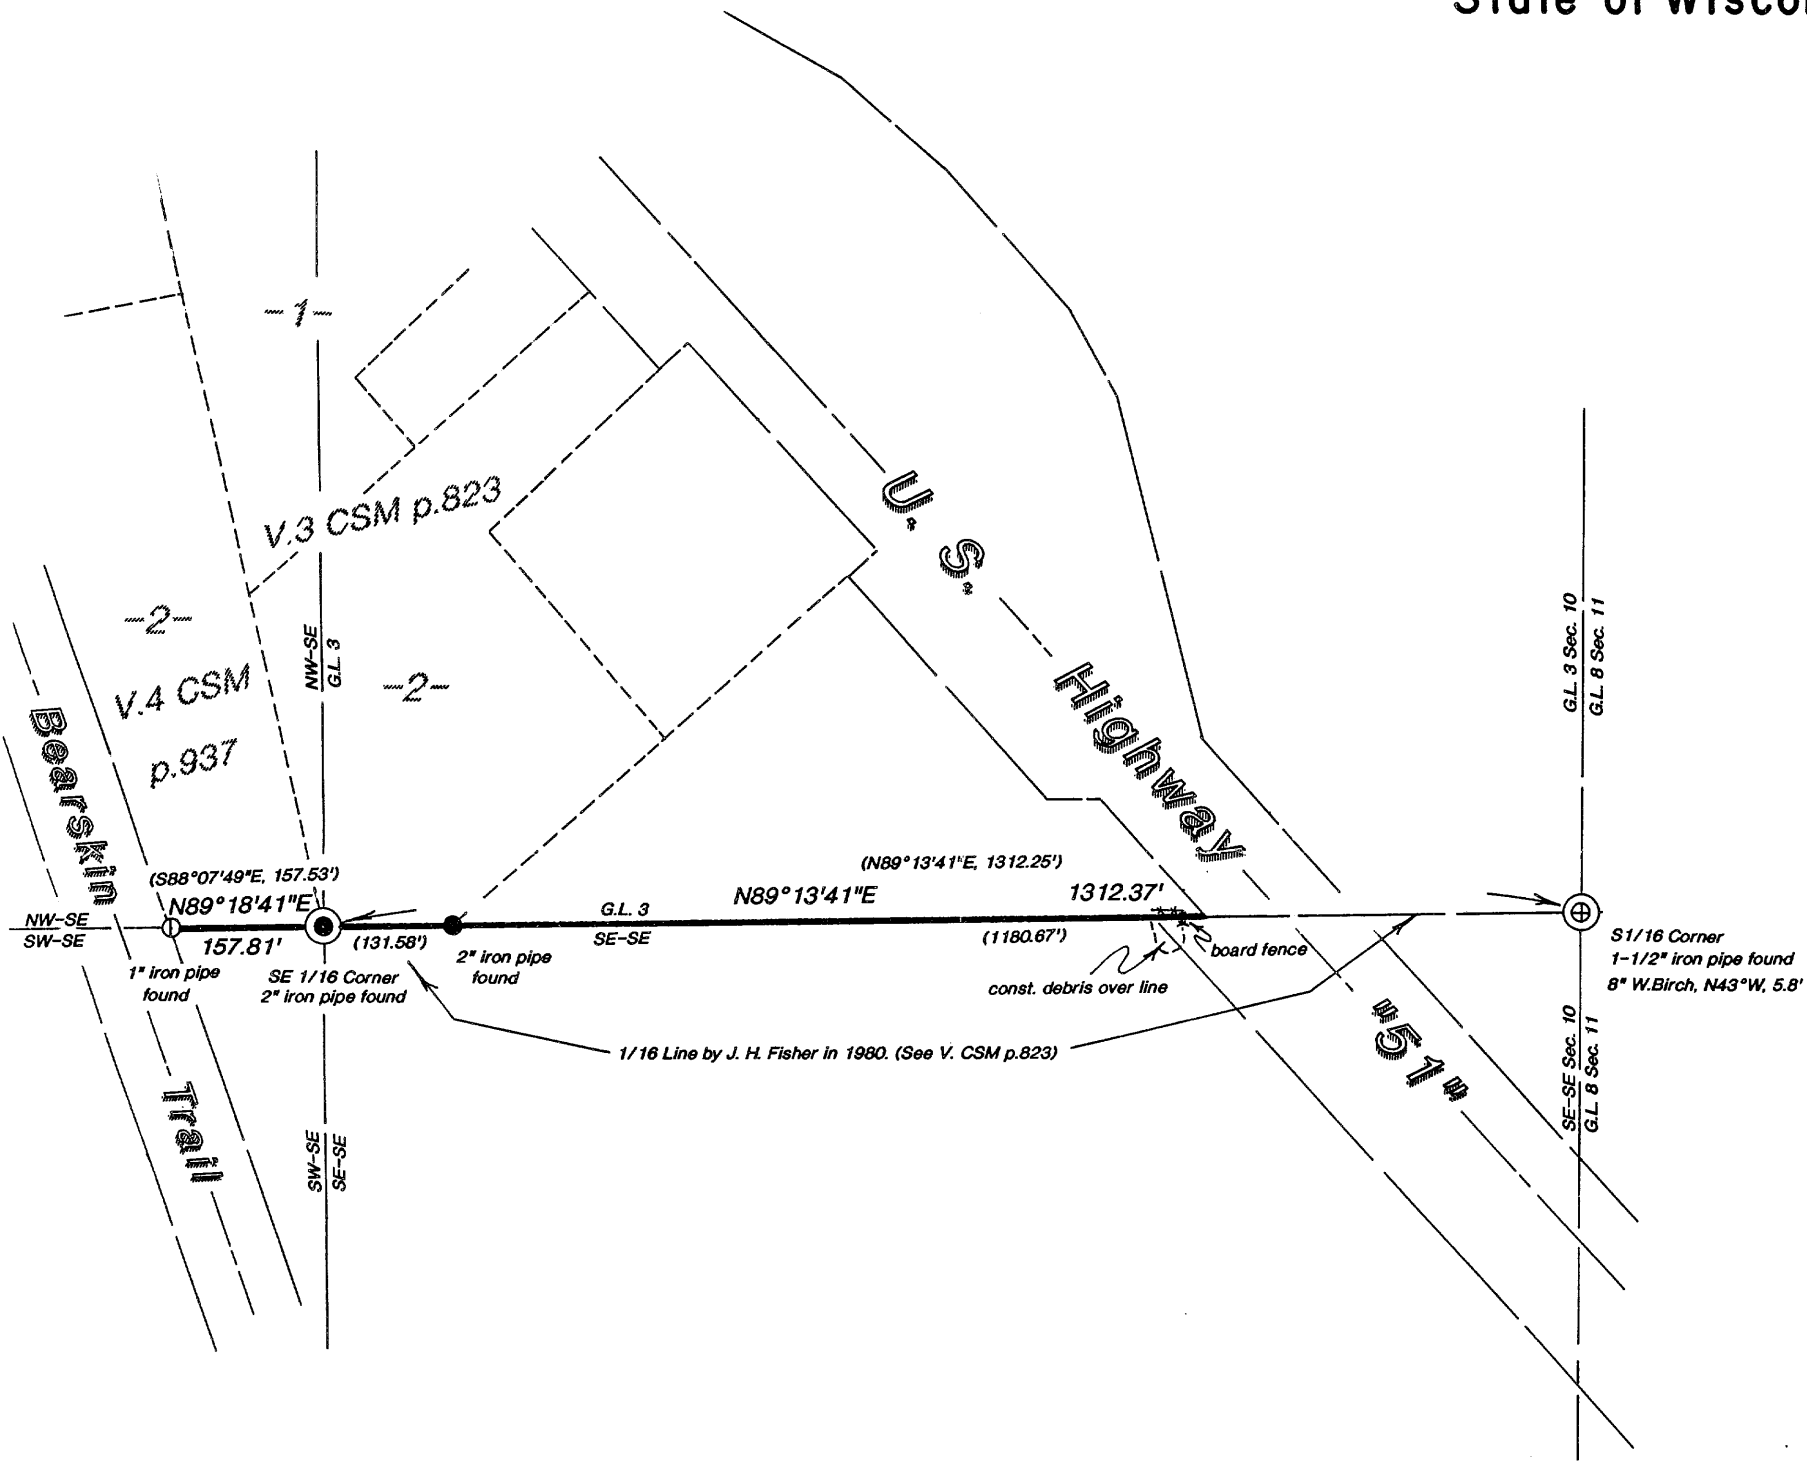 State of
-1-
V.3 CSM p.823
U. S. Highway "51"
NW-SE
G.L. 3
-2-
V.4 CSM
p.937
-2-
G.L. 3 Sec. 10
G.L. 8 Sec. 11
Bearskin Trail
(S88°07'49"E, 157.53')
N89°18'41"E
157.81'
(N89°13'41"E, 1312.25')
N89°13'41"E
1312.37'
NW-SE
SW-SE
G.L. 3
SE-SE
(131.58')
(1180.67')
1" iron pipe
found
SE 1/16 Corner
2" iron pipe found
2" iron pipe
found
board fence
const. debris over line
S1/16 Corner
1-1/2" iron pipe found
8" W.Birch, N43°W, 5.8'
1/16 Line by J. H. Fisher in 1980. (See V. CSM p.823)
SW-SE
SE-SE
SE-SE Sec. 10
G.L. 8 Sec. 11